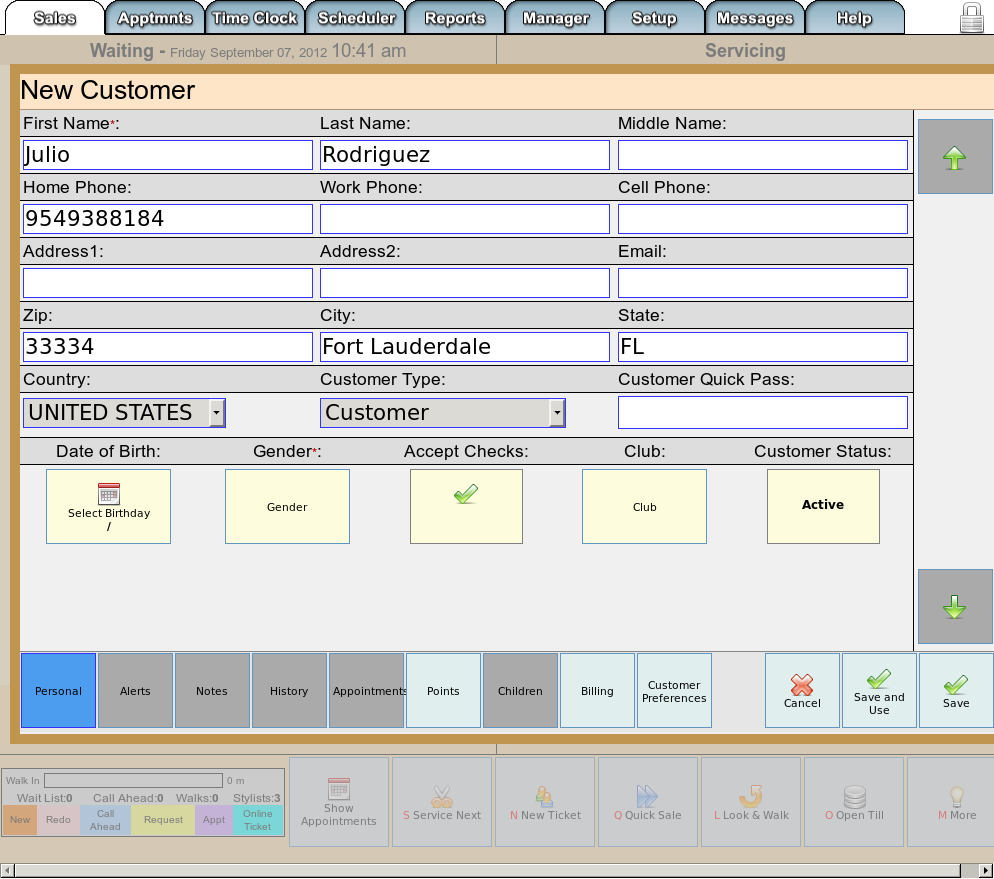 Sales Apptmnts Time Clock Scheduler Reports Manager Setup Messages Help
Waiting - Friday September 07, 2012 10:41 am Servicing
New Customer
First Name*: Last Name: Middle Name:
Julio Rodriguez
Home Phone: Work Phone: Cell Phone:
9549388184
Address1: Address2: Email:
Zip: City: State:
33334 Fort Lauderdale FL
Country: Customer Type: Customer Quick Pass:
UNITED STATES Customer
Date of Birth: Gender*: Accept Checks: Club: Customer Status:
Select Birthday
/
Gender
Club
Active
Personal Alerts Notes History Appointments Points Children Billing
Customer
Preferences
Cancel
Save and
Use
Save
Walk In 0 m
Wait List:0 Call Ahead:0 Walks:0 Stylists:3
New Redo
Call
Ahead
Request Appt
Online
Ticket
Show
Appointments
S Service Next N New Ticket Q Quick Sale L Look & Walk O Open Till M More